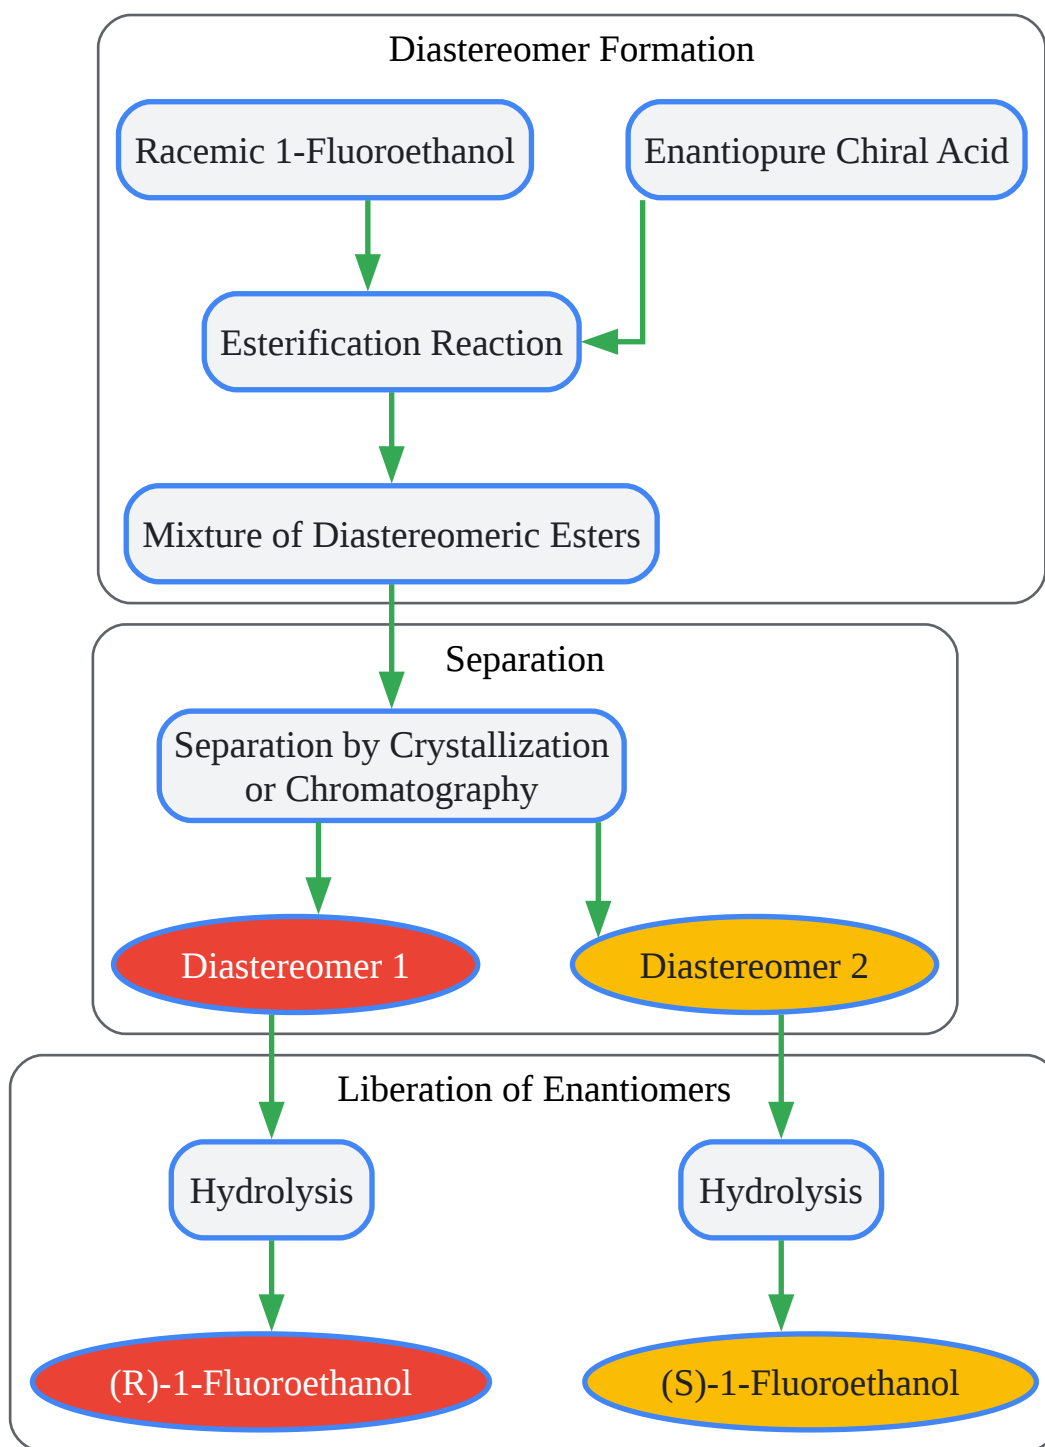 Diastereomer Formation
Racemic 1-Fluoroethanol
Enantiopure Chiral Acid
Esterification Reaction
Mixture of Diastereomeric Esters
Separation
Separation by Crystallization
or Chromatography
Diastereomer 1
Diastereomer 2
Liberation of Enantiomers
Hydrolysis
Hydrolysis
(R)-1-Fluoroethanol
(S)-1-Fluoroethanol